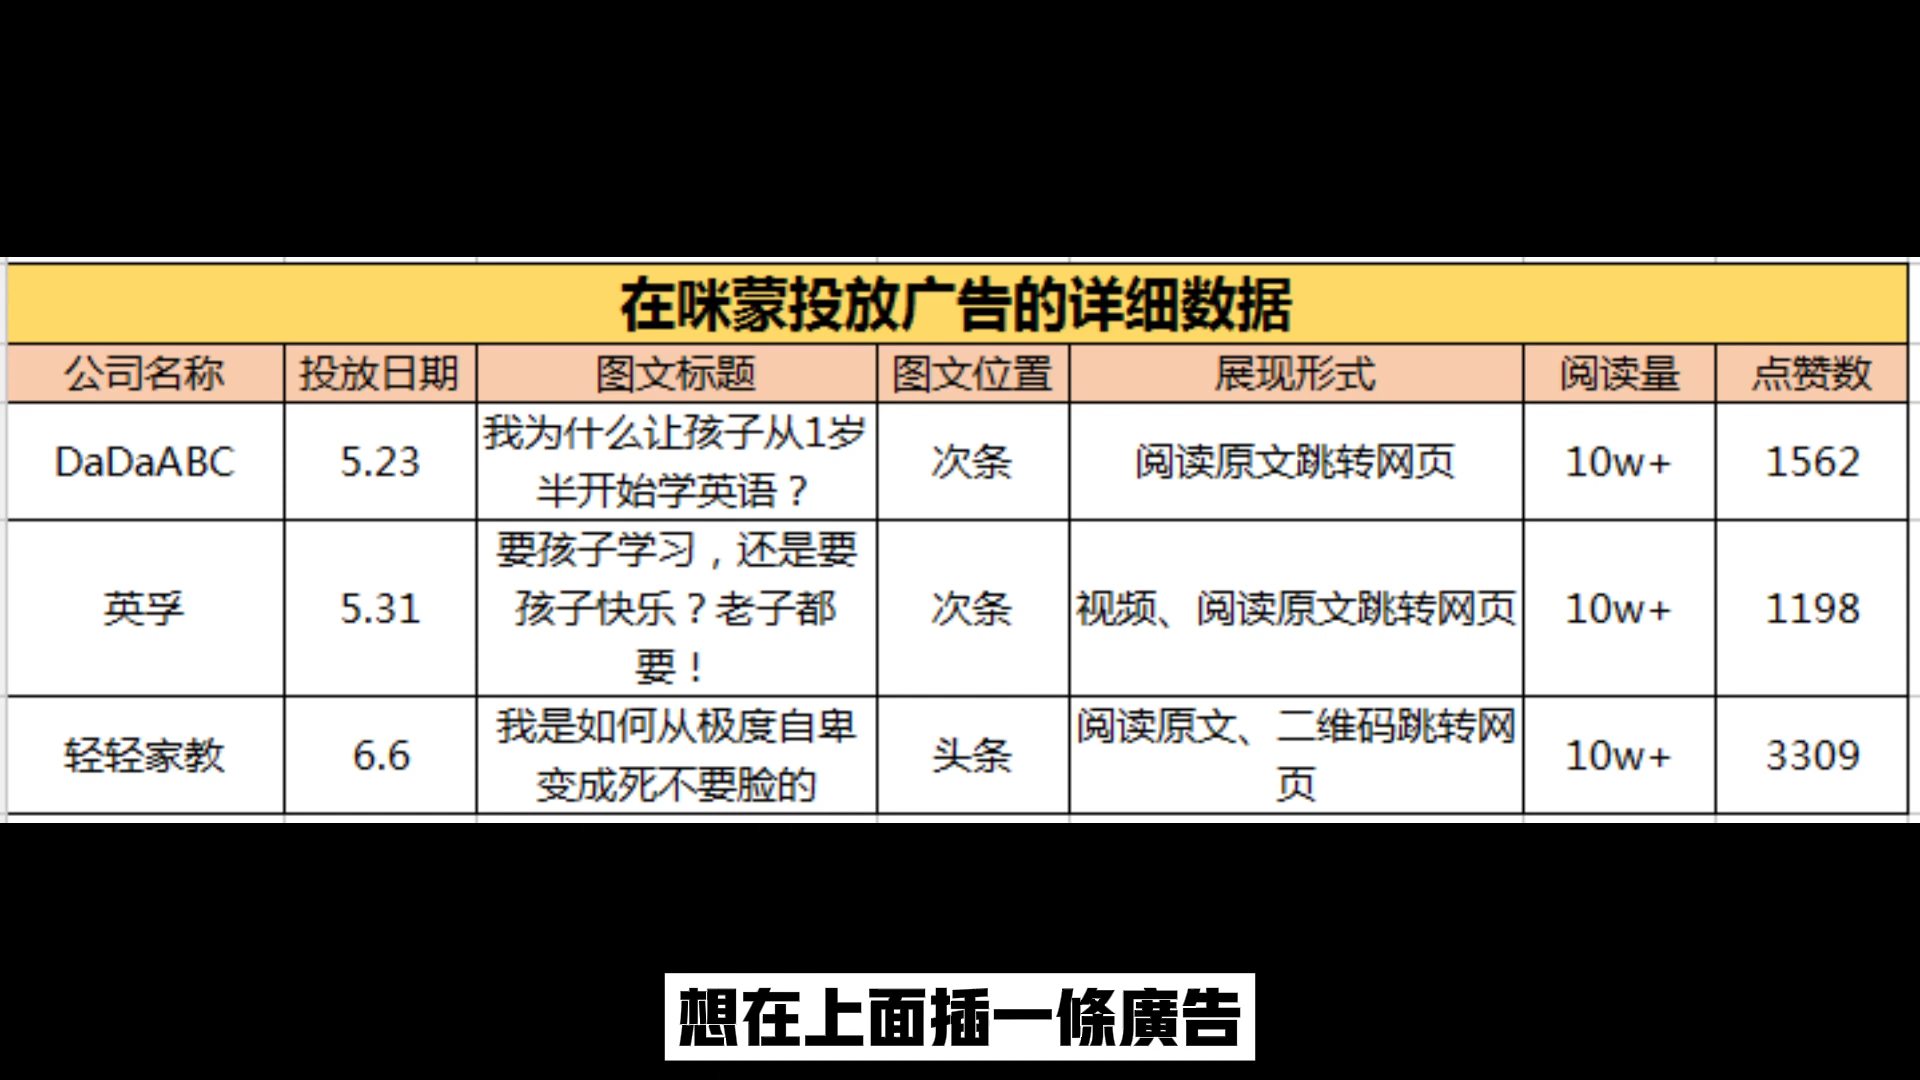 在咪蒙投放广告的详细数据
公司名称 投放日期 图文标题 图文位置 展现形式 阅读量 点赞数
DaDaABC 5.23 我为什么让孩子从1岁 次条 阅读原文跳转网页 10w+ 1562
半开始学英语？
英孚 5.31 要孩子学习，还是要 次条 视频、阅读原文跳转网页 10w+ 1198
孩子快乐？老子都
要！
轻轻家教 6.6 我是如何从极度自卑 头条 阅读原文、二维码跳转网 10w+ 3309
变成死不要脸的 页
想在上面插一條廣告